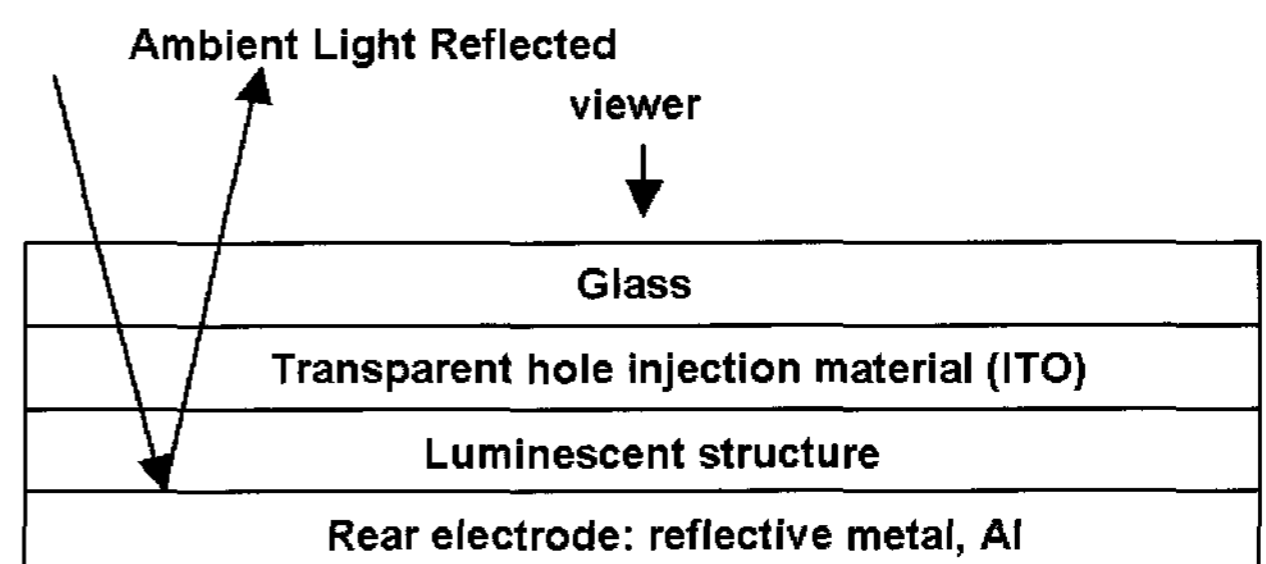 Ambient Light Reflected
viewer
Glass
Transparent hole injection material (ITO)
Luminescent structure
Rear electrode: reflective metal, Al